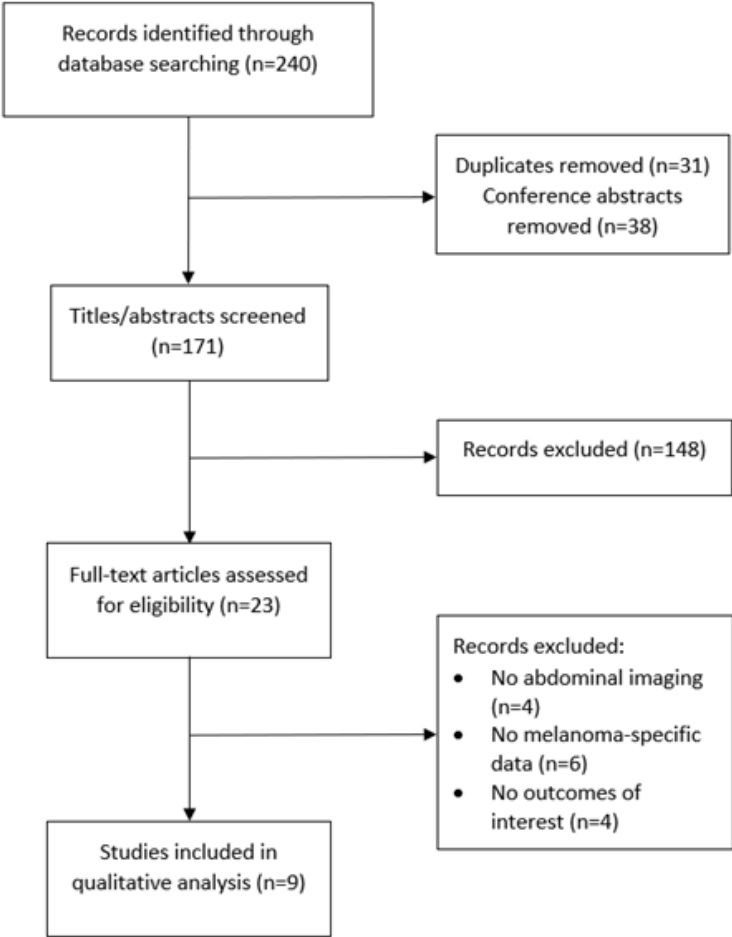 Records identified through
database searching (n=240)
Duplicates removed (n=31)
Conference abstracts
removed (n=38)
Titles/abstracts screened
(n=171)
Records excluded (n=148)
Full-text articles assessed
for eligibility (n=23)
Records excluded:
• No abdominal imaging
(n=4)
• No melanoma-specific
data (n=6)
• No outcomes of
interest (n=4)
Studies included in
qualitative analysis (n=9)